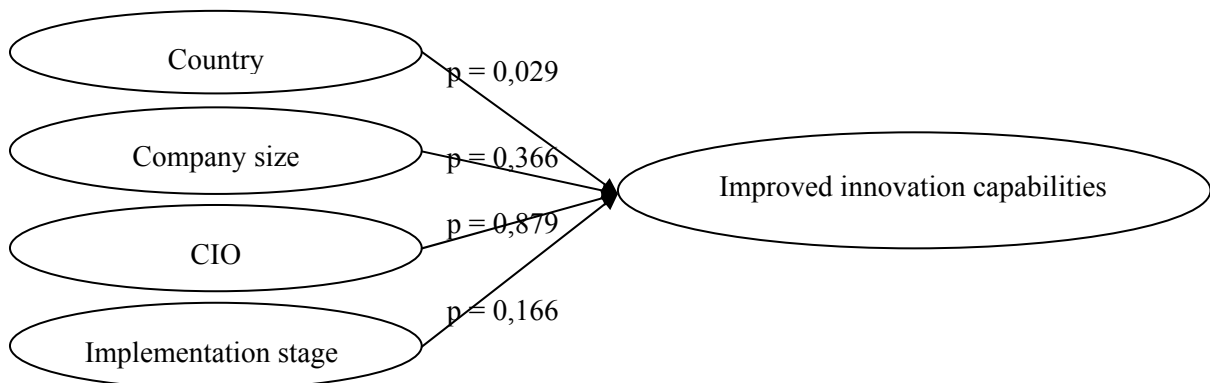 Country
p = 0,029
Company size
p = 0,366
Improved innovation capabilities
CIO
p = 0,879
Implementation stage
p = 0,166